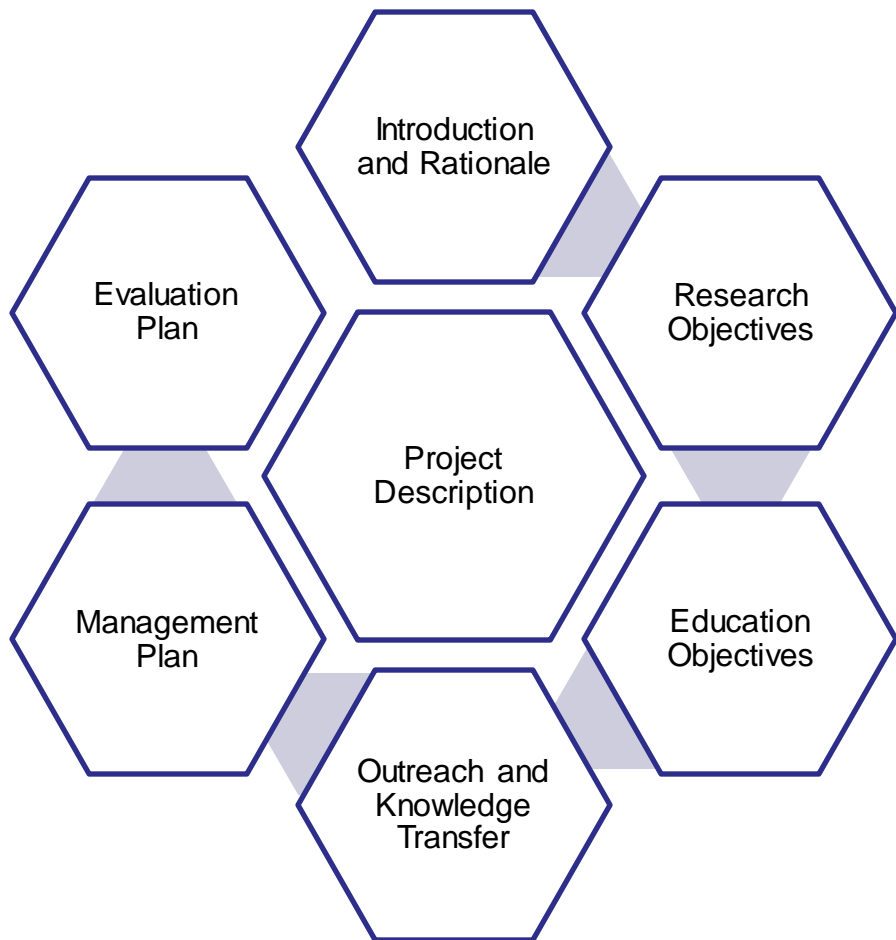 Introduction
and Rationale
Research
Objectives
Education
Objectives
Outreach and
Knowledge
Transfer
Management
Plan
Evaluation
Plan
Project
Description